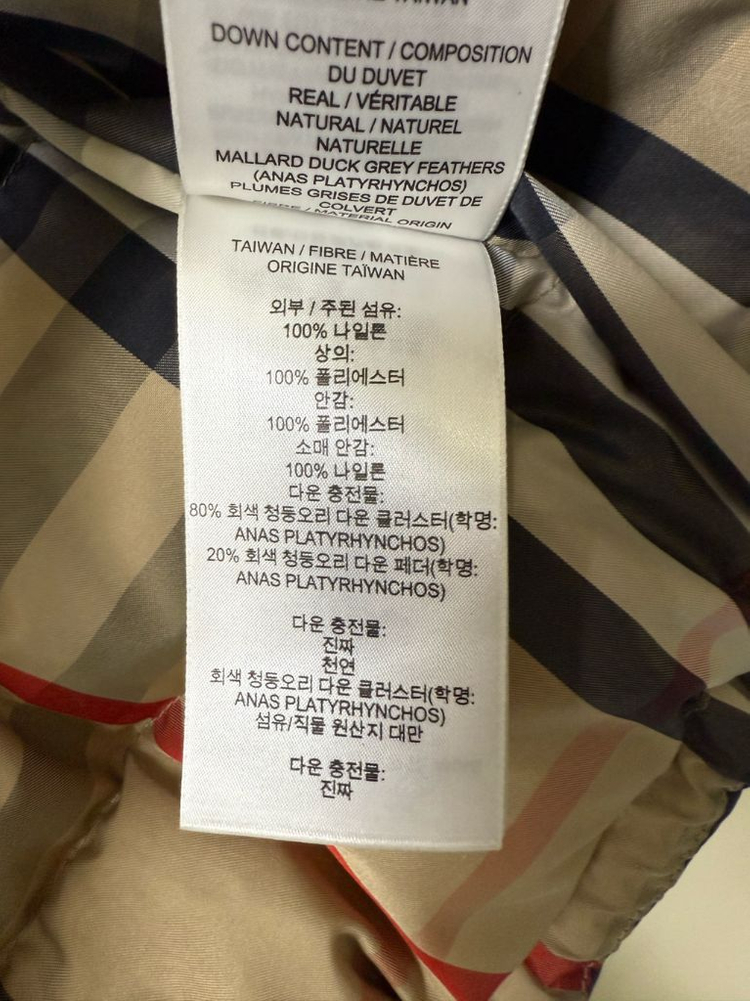 TAIWAN
DOWN CONTENT / COMPOSITION
DU DUVET
REAL / VÉRITABLE
NATURAL / NATUREL
NATURELLE
MALLARD DUCK GREY FEATHERS
(ANAS PLATYRHYNCHOS)
PLUMES GRISES DE DUVET DE
COLVERT
FIBRE / MATERIAL ORIGIN
TAIWAN / FIBRE / MATIÈRE
ORIGINE TAÏWAN
외부 / 주된 섬유:
100% 나일론
상의:
100% 폴리에스터
안감:
100% 폴리에스터
소매 안감:
100% 나일론
다운 충전물:
80% 회색 청둥오리 다운 클러스터(학명:
ANAS PLATYRHYNCHOS)
20% 회색 청둥오리 다운 페더(학명:
ANAS PLATYRHYNCHOS)
다운 충전물:
진짜
천연
회색 청둥오리 다운 클러스터(학명:
ANAS PLATYRHYNCHOS)
섬유/직물 원산지 대만
다운 충전물:
진짜